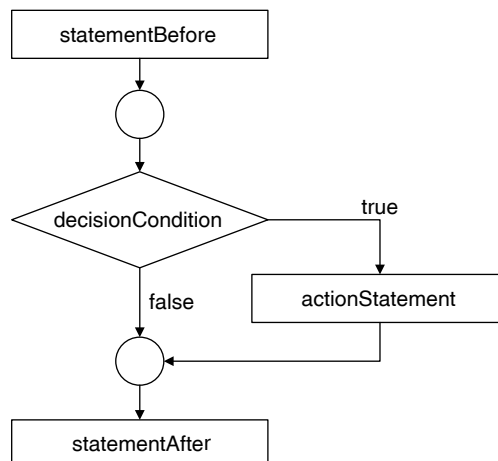 statementBefore
decisionCondition
true
false
actionStatement
statementAfter